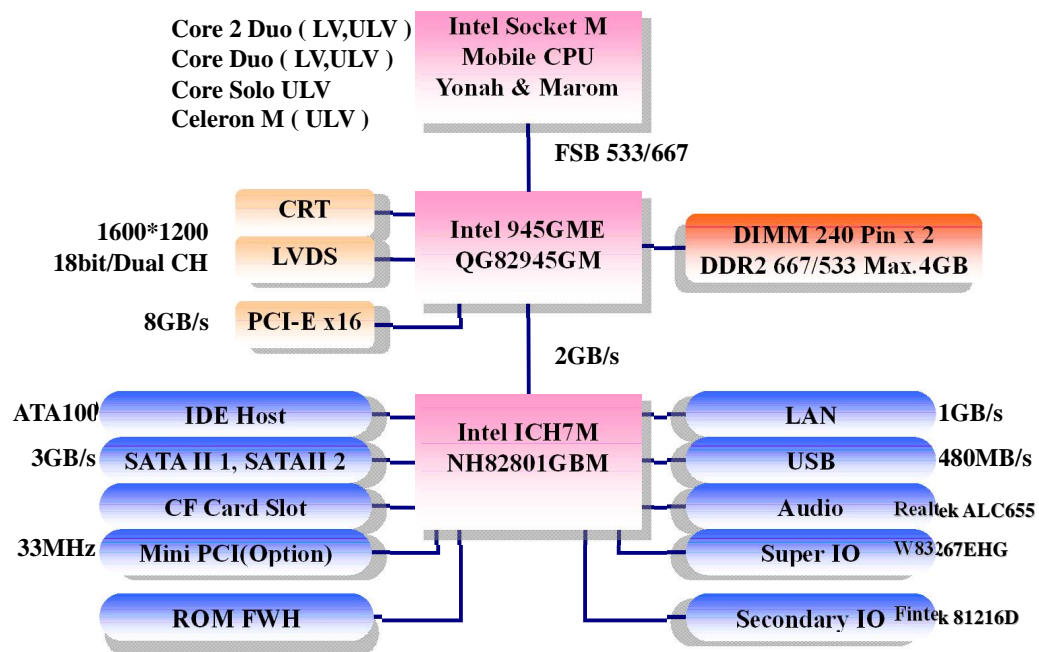 Core 2 Duo ( LV,ULV )
Core Duo ( LV,ULV )
Core Solo ULV
Celeron M ( ULV )
Intel Socket M
Mobile CPU
Yonah & Marom
FSB 533/667
CRT
1600*1200
18bit/Dual CH
LVDS
8GB/s
PCI-E x16
Intel 945GME
QG82945GM
DIMM 240 Pin x 2
DDR2 667/533 Max.4GB
2GB/s
ATA100
IDE Host
3GB/s
SATA II 1, SATAII 2
CF Card Slot
33MHz
Mini PCI(Option)
ROM FWH
Intel ICH7M
NH82801GBM
LAN
1GB/s
USB
480MB/s
Audio
Realtek ALC655
Super IO
W83267EHG
Secondary IO
Fintek 81216D